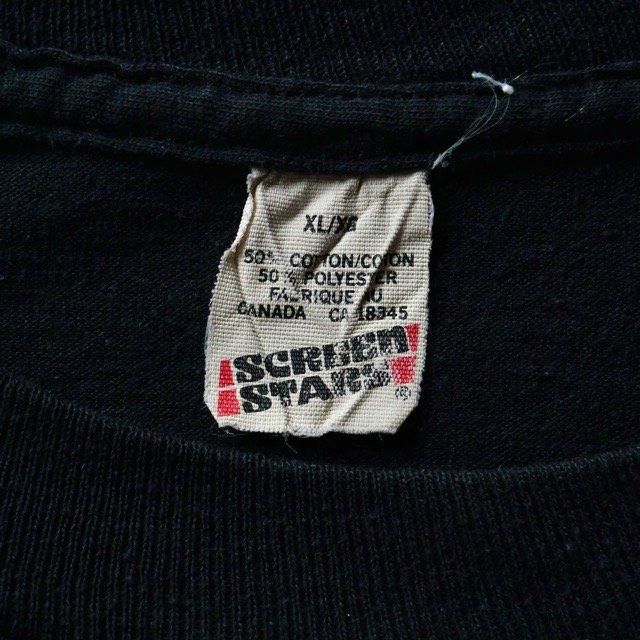 XL/XG
50% COTTON/COTON
50% POLYESTER
FABRIQUE AU
CANADA CA 18345
SCREEN
STARS
®